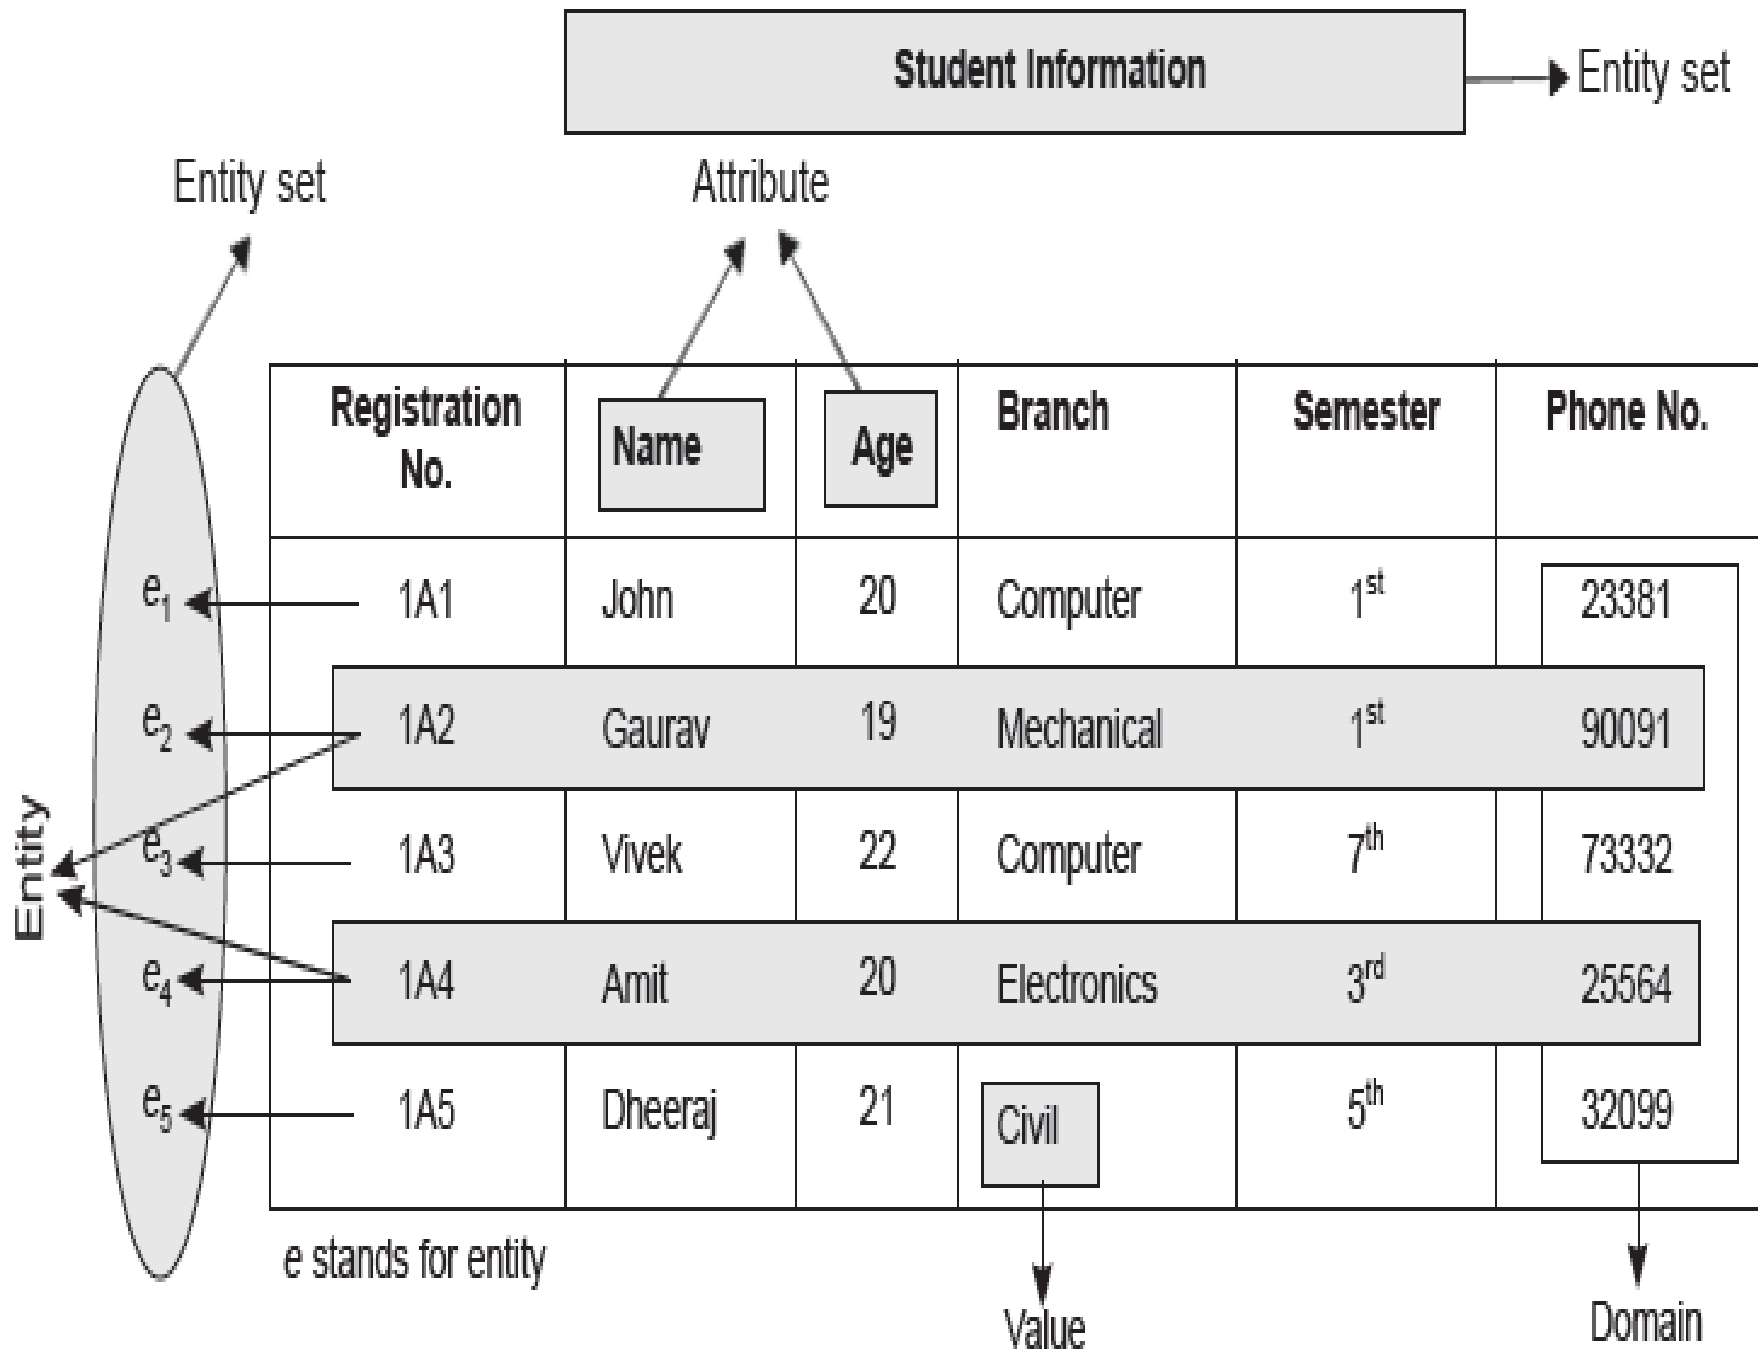 Student Information
Entity set
Entity set
Attribute
Registration No.
Name
Age
Branch
Semester
Phone No.
e1 1A1 John 20 Computer 1st 23381
e2 1A2 Gaurav 19 Mechanical 1st 90091
Entity
e3 1A3 Vivek 22 Computer 7th 73332
e4 1A4 Amit 20 Electronics 3rd 25564
e5 1A5 Dheeraj 21 Civil 5th 32099
e stands for entity
Value
Domain